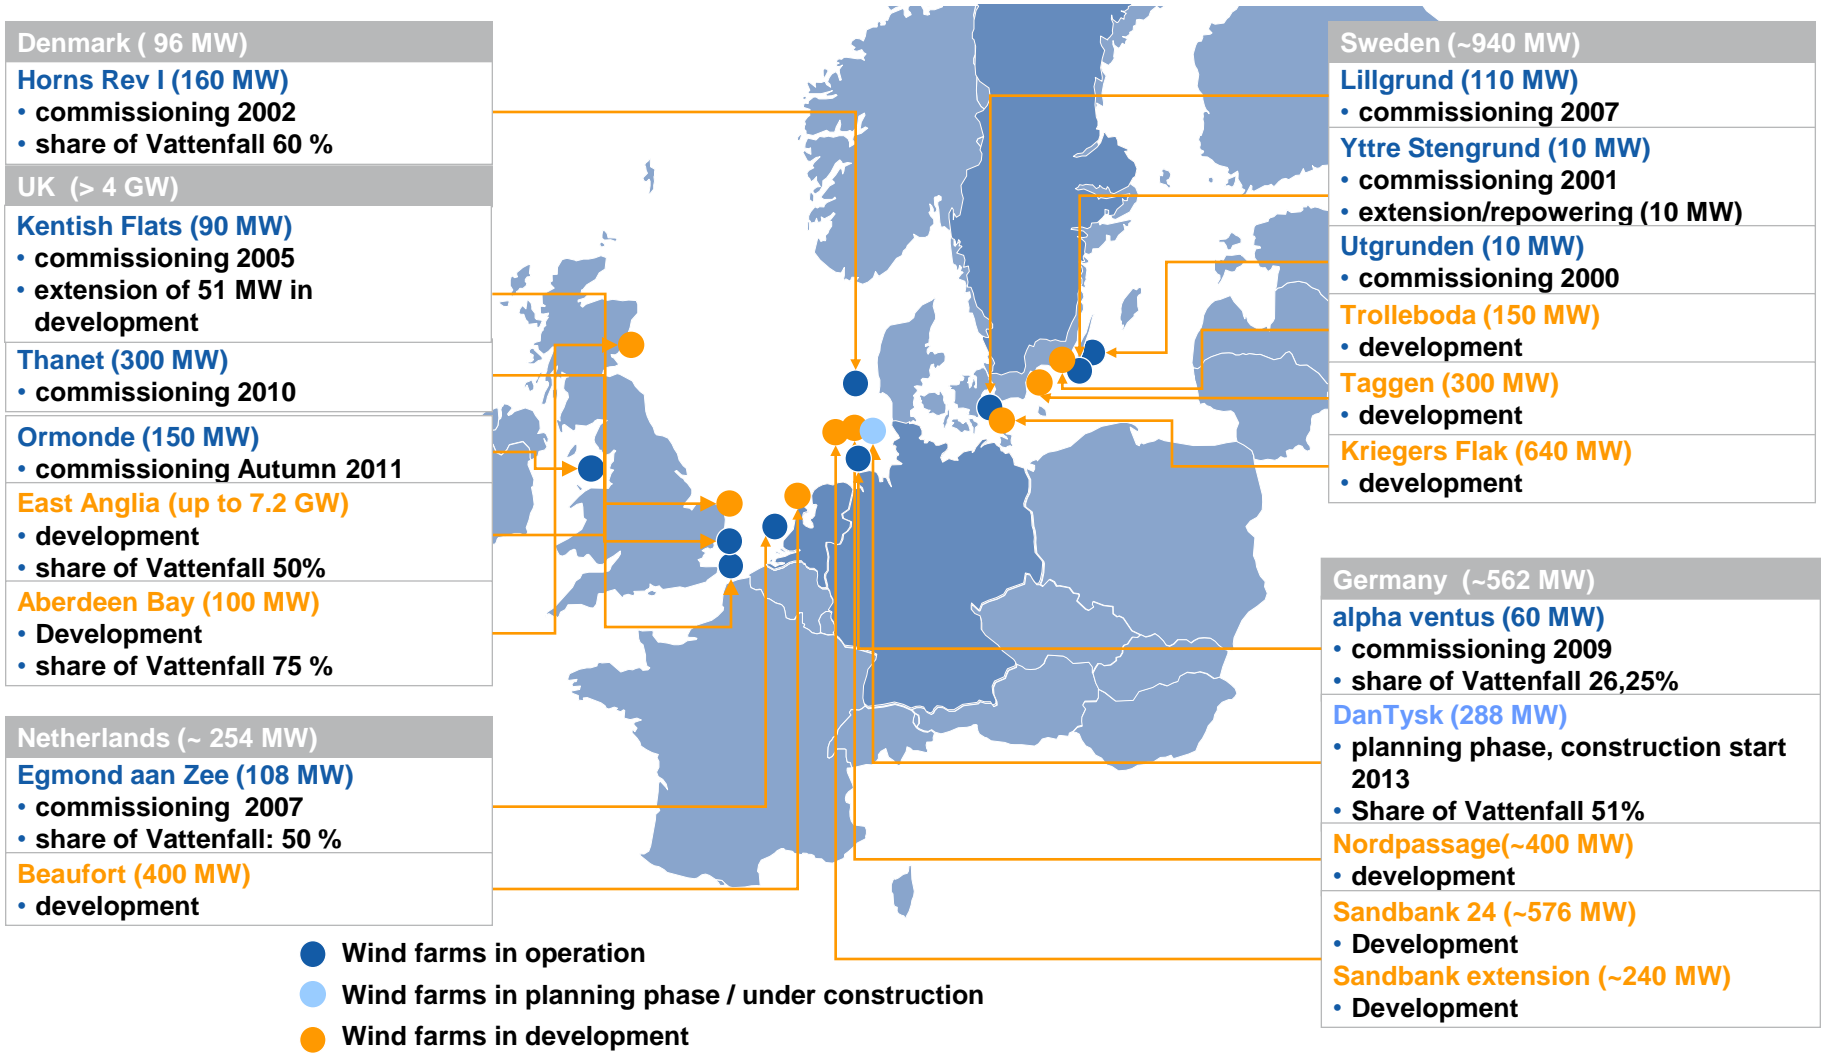 Denmark ( 96 MW)
Horns Rev I (160 MW)
• commissioning 2002
• share of Vattenfall 60 %
UK  (> 4 GW)
Kentish Flats (90 MW)
• commissioning 2005
• extension of 51 MW in
development
Thanet (300 MW)
• commissioning 2010
Ormonde (150 MW)
• commissioning Autumn 2011
East Anglia (up to 7.2 GW)
• development
• share of Vattenfall 50%
Aberdeen Bay (100 MW)
• Development
• share of Vattenfall 75 %
Netherlands (~ 254 MW)
Egmond aan Zee (108 MW)
• commissioning  2007
• share of Vattenfall: 50 %
Beaufort (400 MW)
• development
Sweden (~940 MW)
Lillgrund (110 MW)
• commissioning 2007
Yttre Stengrund (10 MW)
• commissioning 2001
• extension/repowering (10 MW)
Utgrunden (10 MW)
• commissioning 2000
Trolleboda (150 MW)
• development
Taggen (300 MW)
• development
Kriegers Flak (640 MW)
• development
Germany  (~562 MW)
alpha ventus (60 MW)
• commissioning 2009
• share of Vattenfall 26,25%
DanTysk (288 MW)
• planning phase, construction start
2013
• Share of Vattenfall 51%
Nordpassage(~400 MW)
• development
Sandbank 24 (~576 MW)
• Development
Sandbank extension (~240 MW)
• Development
Wind farms in operation
Wind farms in planning phase / under construction
Wind farms in development